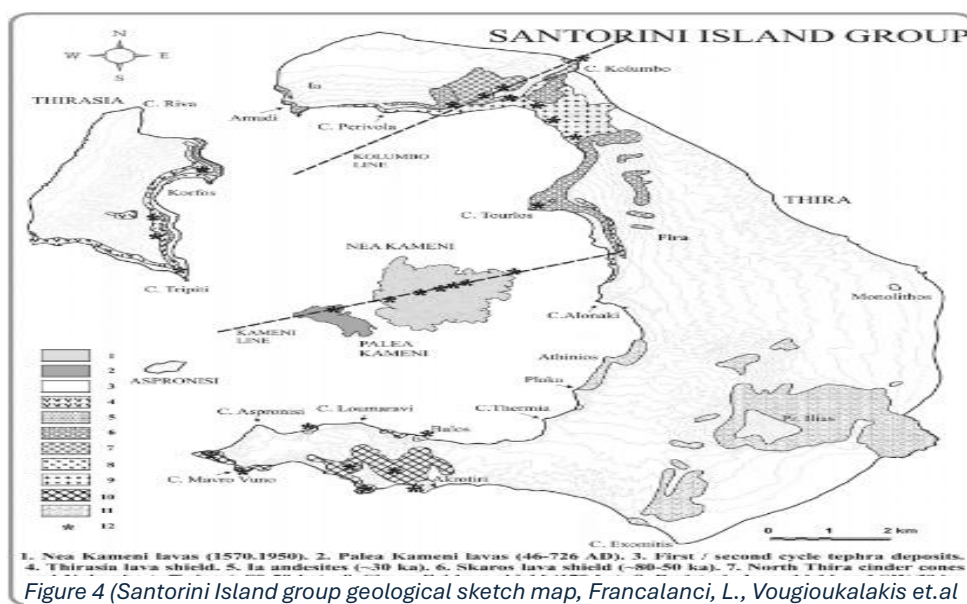 SANTORINI ISLAND GROUP
N
W E
S
THIRASIA
C. Riva
Ia
C. Kolumbo
Amudi
C. Perivola
KOLUMBO
LINE
Korfos
THIRA
C. Tourlos
NEA KAMENI
Fira
C. Tripiti
Monolithos
C.Alonaki
KAMENI
LINE
PALEA
KAMENI
Athinios
ASPRONISI
Plaka
C. Aspronisi
C. Loumaravi
C.Thermia
Balos
Pr. Ilias
C. Mavro Vuno
Akrotiri
C. Exomitis
0 1 2 km
1
2
3
4
5
6
7
8
9
10
11
12
1. Nea Kameni lavas (1570.1950). 2. Palea Kameni lavas (46-726 AD). 3. First / second cycle tephra deposits.
4. Thirasia lava shield. 5. Ia andesites (~30 ka). 6. Skaros lava shield (~80-50 ka). 7. North Thira cinder cones
Figure 4 (Santorini Island group geological sketch map, Francalanci, L., Vougioukalakis et.al